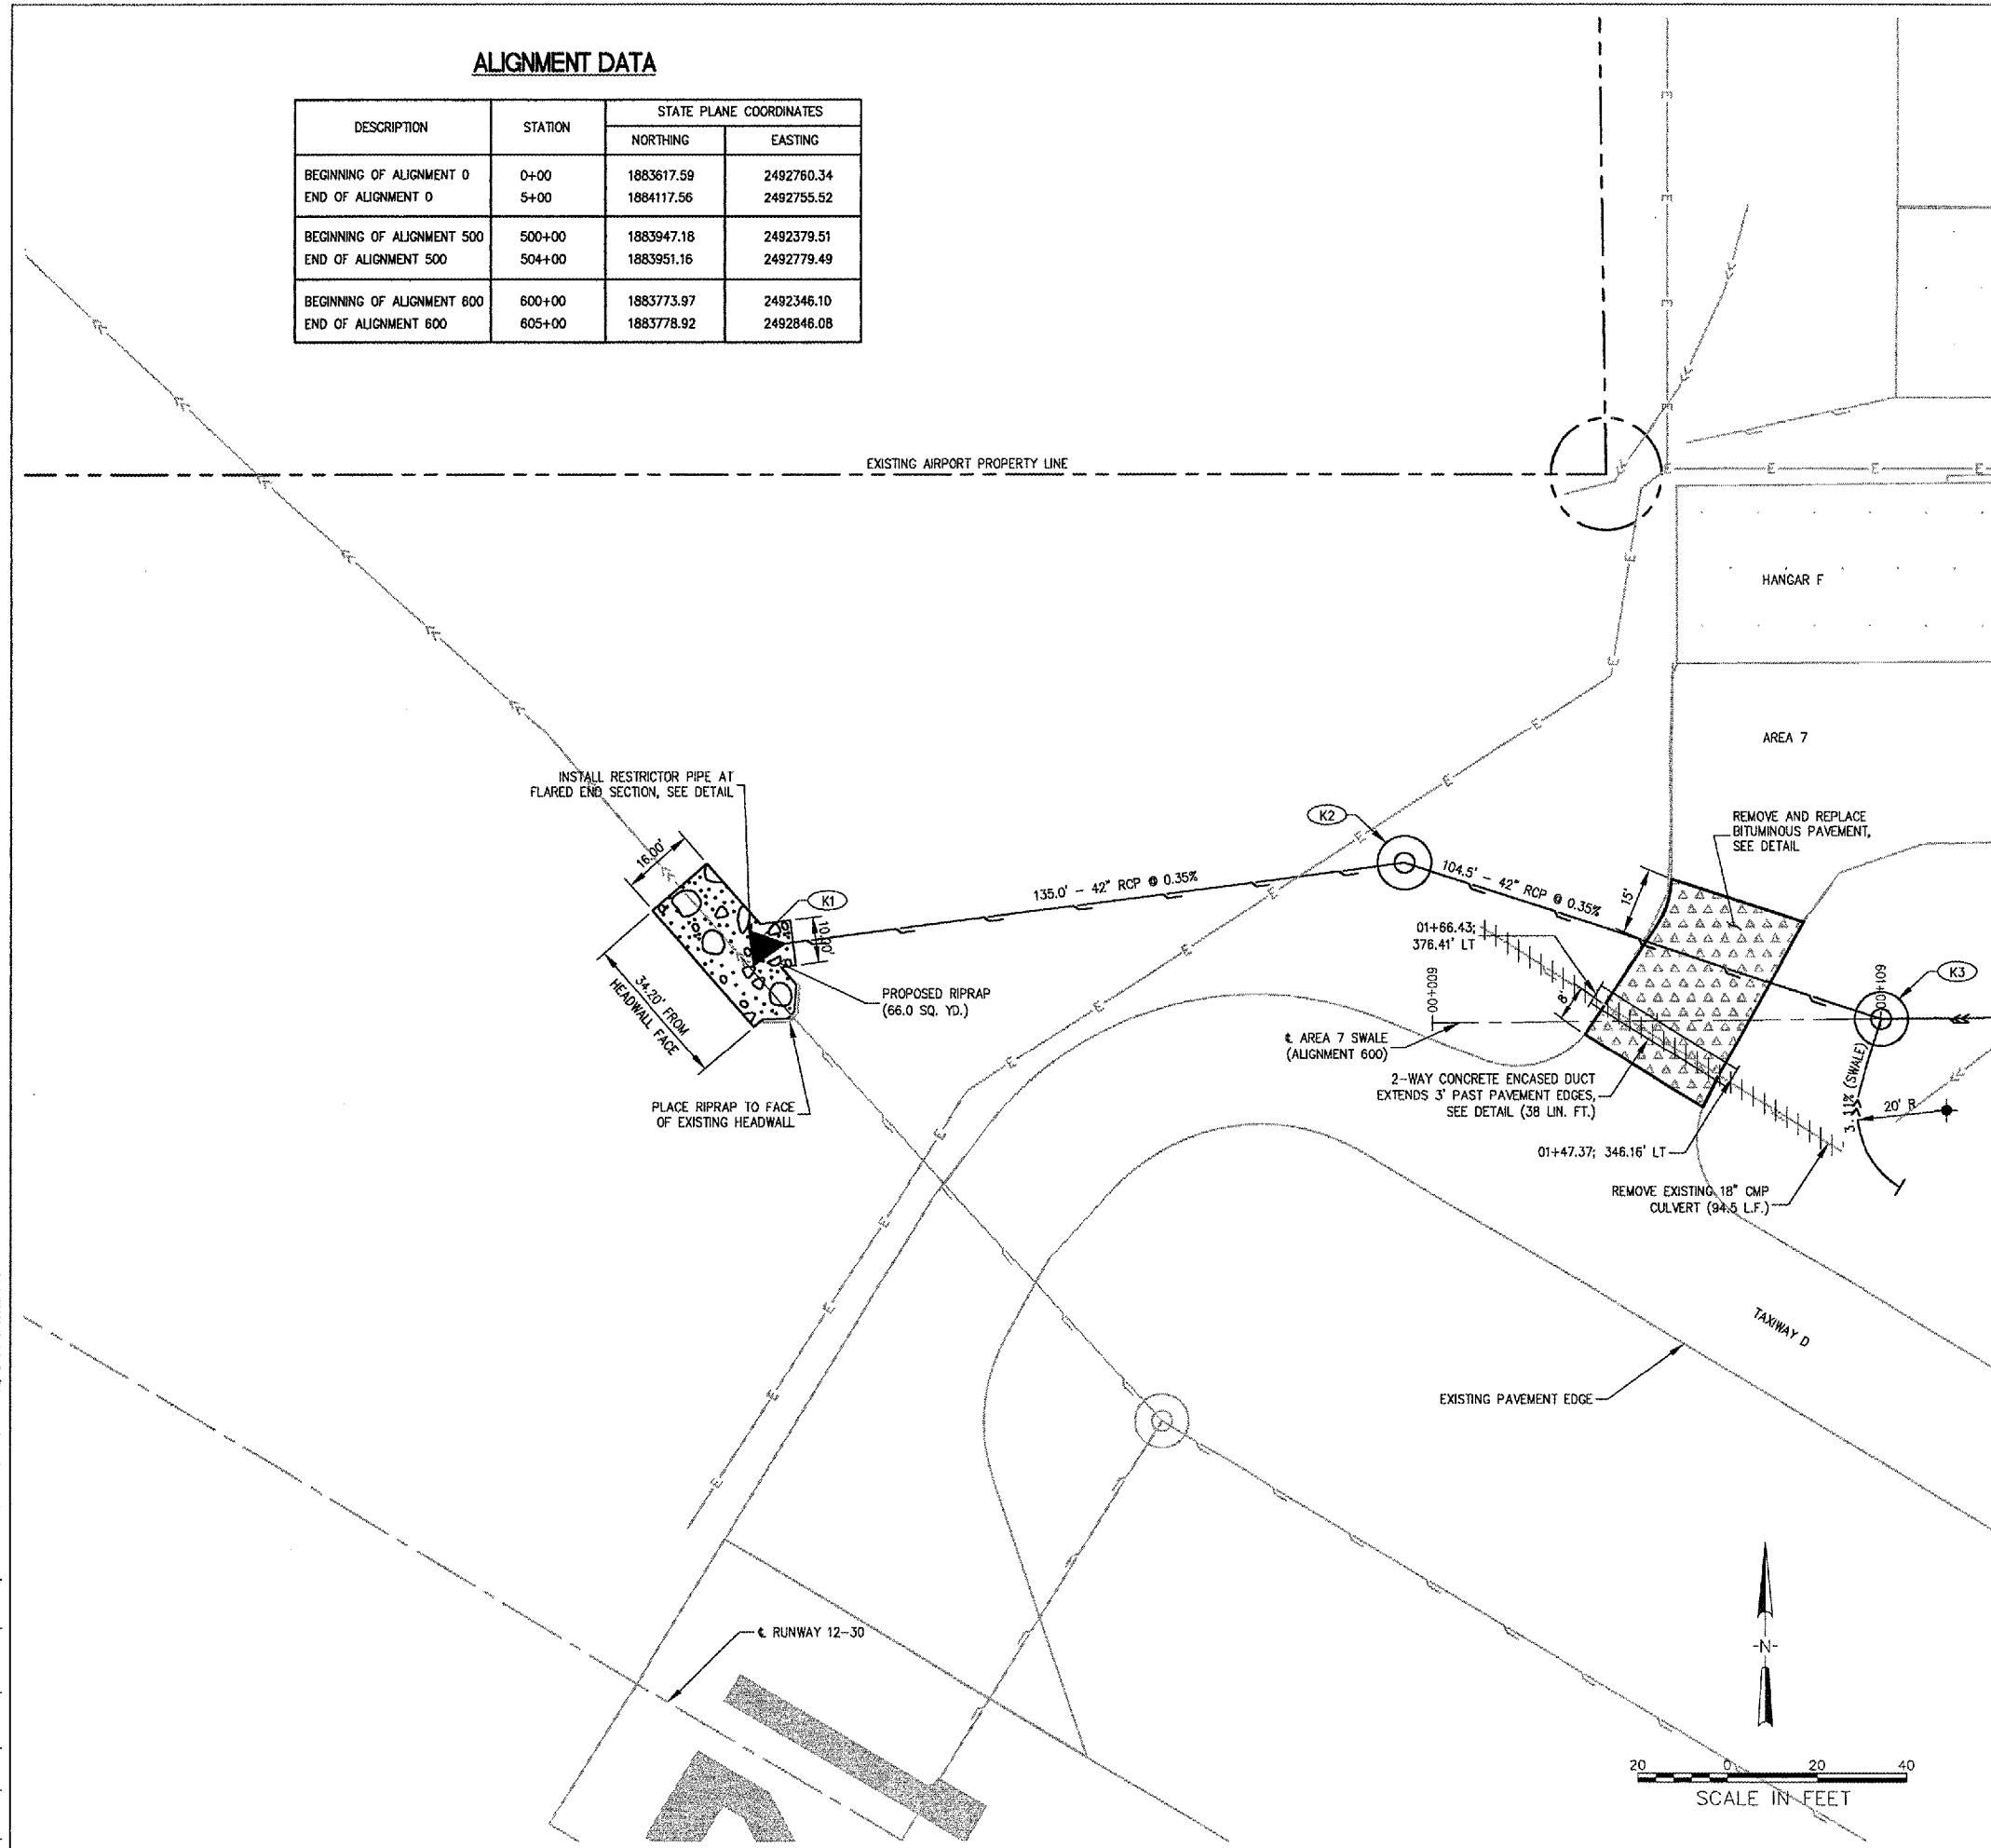 ALIGNMENT DATA
DESCRIPTION STATION STATE PLANE COORDINATES
NORTHING EASTING
BEGINNING OF ALIGNMENT 0 0+00 1883617.59 2492760.34
END OF ALIGNMENT 0 5+00 1884117.56 2492755.52
BEGINNING OF ALIGNMENT 500 500+00 1883947.18 2492379.51
END OF ALIGNMENT 500 504+00 1883951.16 2492779.49
BEGINNING OF ALIGNMENT 600 600+00 1883773.97 2492346.10
END OF ALIGNMENT 600 605+00 1883778.92 2492846.08
EXISTING AIRPORT PROPERTY LINE
HANGAR F
AREA 7
INSTALL RESTRICTOR PIPE AT
FLARED END SECTION, SEE DETAIL
K2
REMOVE AND REPLACE
BITUMINOUS PAVEMENT,
SEE DETAIL
16.00'
K1
10.00'
135.0' - 42" RCP @ 0.35%
104.5' - 42" RCP @ 0.35%
15'
01+66.43;
376.41' LT
K3
34.20' FROM
HEADWALL FACE
PROPOSED RIPRAP
(66.0 SQ. YD.)
600+00
8'
601+00
℄ AREA 7 SWALE
(ALIGNMENT 600)
2-WAY CONCRETE ENCASED DUCT
EXTENDS 3' PAST PAVEMENT EDGES,
SEE DETAIL (38 LIN. FT.)
3.11% (SWALE)
20' R
PLACE RIPRAP TO FACE
OF EXISTING HEADWALL
01+47.37; 346.16' LT
REMOVE EXISTING 18" CMP
CULVERT (94.5 L.F.)
TAXIWAY D
EXISTING PAVEMENT EDGE
℄ RUNWAY 12-30
-N-
20 0 20 40
SCALE IN FEET